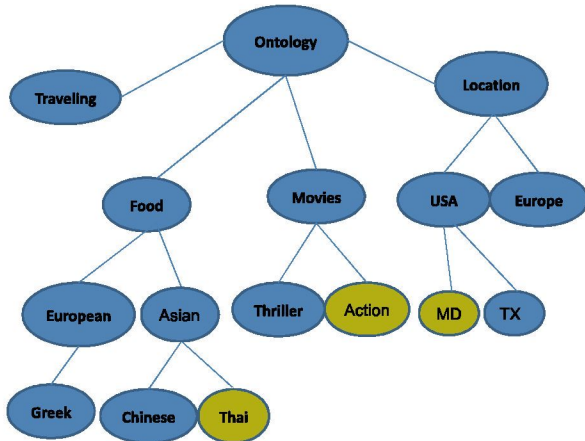 Ontology
Traveling
Location
Food
Movies
USA
Europe
European
Asian
Thriller
Action
MD
TX
Greek
Chinese
Thai